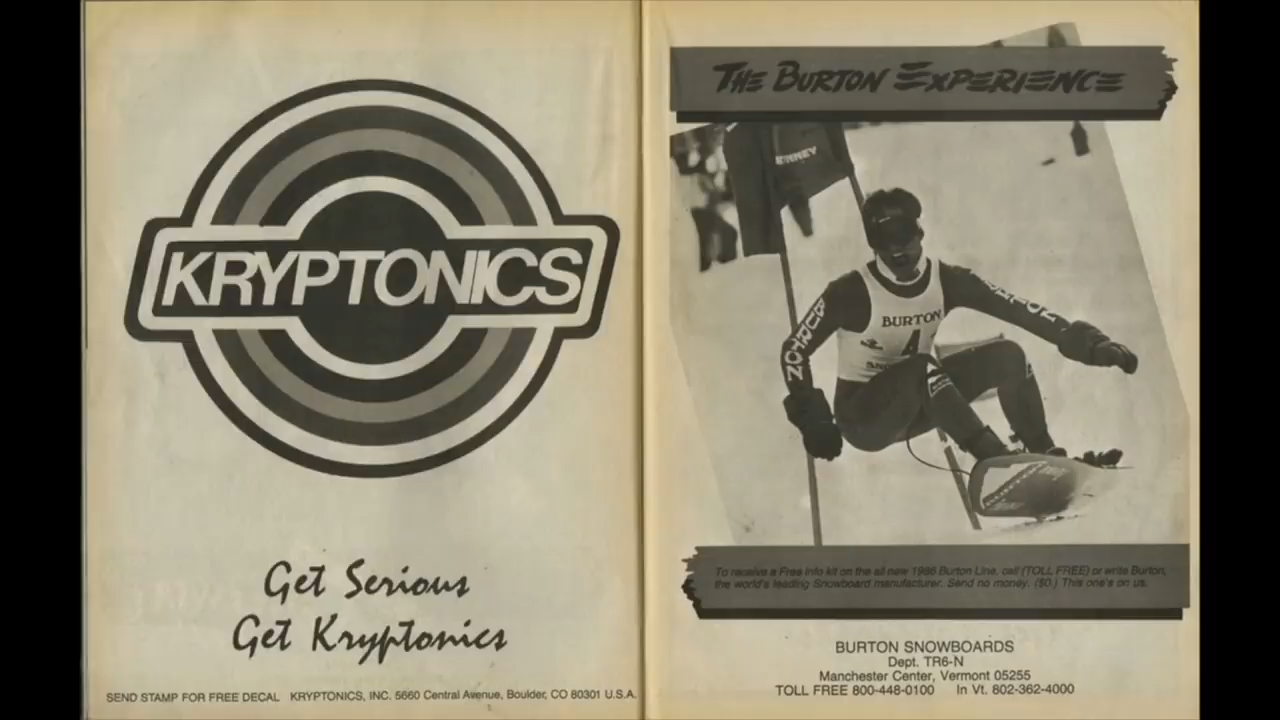 KRYPTONICS
Get Serious
Get Kryptonics
SEND STAMP FOR FREE DECAL KRYPTONICS, INC. 5660 Central Avenue, Boulder, CO 80301 U.S.A.
THE BURTON EXPERIENCE
BURTON
BURTON
4
To receive a Free info kit on the all new 1986 Burton Line, call (TOLL FREE) or write Burton,
the world's leading Snowboard manufacturer. Send no money. ($0.) This one's on us.
BURTON SNOWBOARDS
Dept. TR6-N
Manchester Center, Vermont 05255
TOLL FREE 800-448-0100 In Vt. 802-362-4000